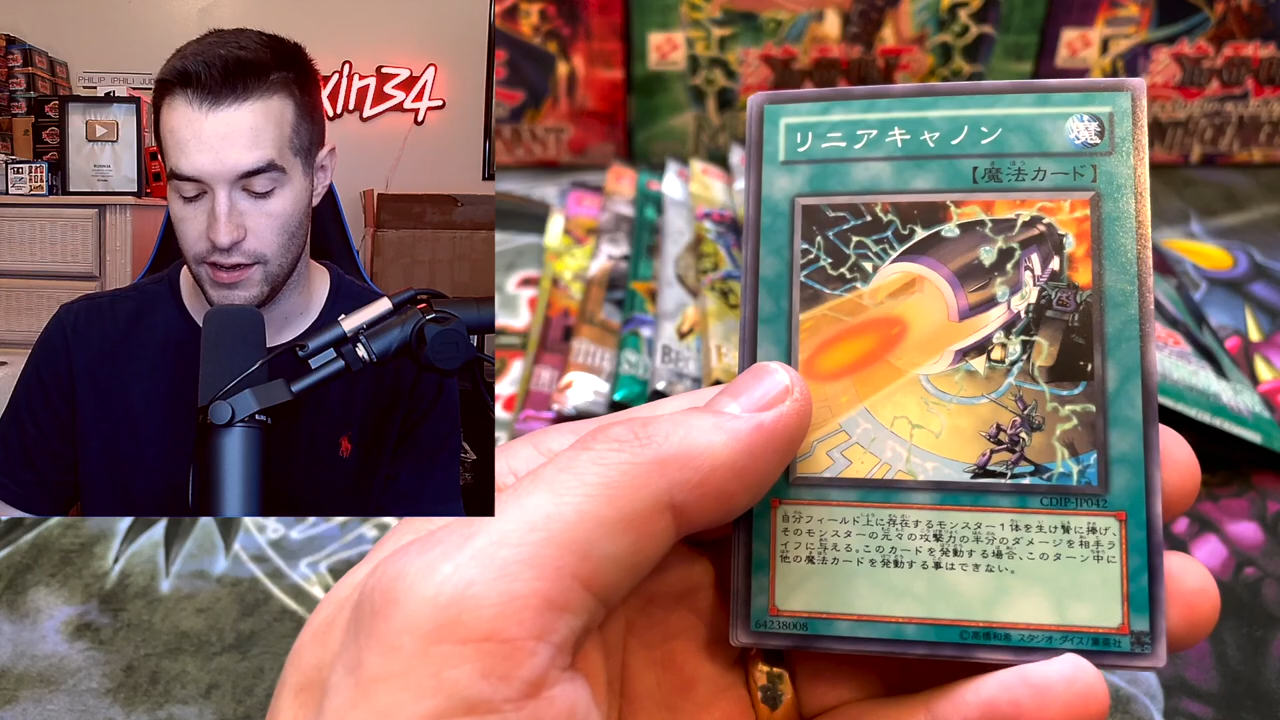 PHILIP (PHIL) JUD
xin34
リニアキャノン
魔
【魔法カード】
CDIP-JP042
自分フィールド上に存在するモンスター1体を生け贄に捧げ、
そのモンスターの元々の攻撃力の半分のダメージを相手ラ
イフに与える。このカードを発動する場合、このターン中に
他の魔法カードを発動する事はできない。
64238008
©高橋和希 スタジオ・ダイス/集英社